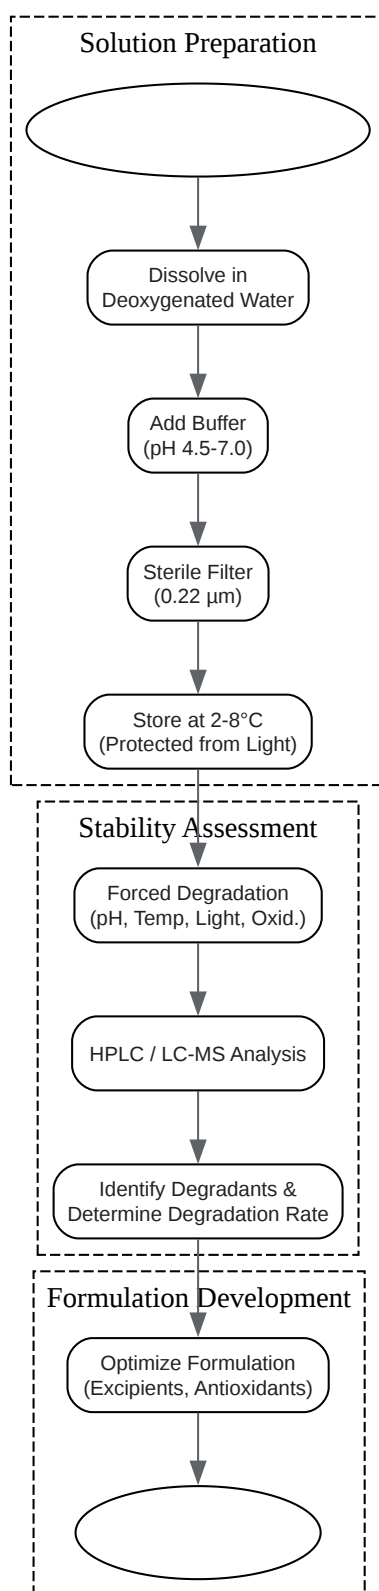 Solution Preparation
Dissolve in
Deoxygenated Water
Add Buffer
(pH 4.5-7.0)
Sterile Filter
(0.22 µm)
Store at 2-8°C
(Protected from Light)
Stability Assessment
Forced Degradation
(pH, Temp, Light, Oxid.)
HPLC / LC-MS Analysis
Identify Degradants &
Determine Degradation Rate
Formulation Development
Optimize Formulation
(Excipients, Antioxidants)